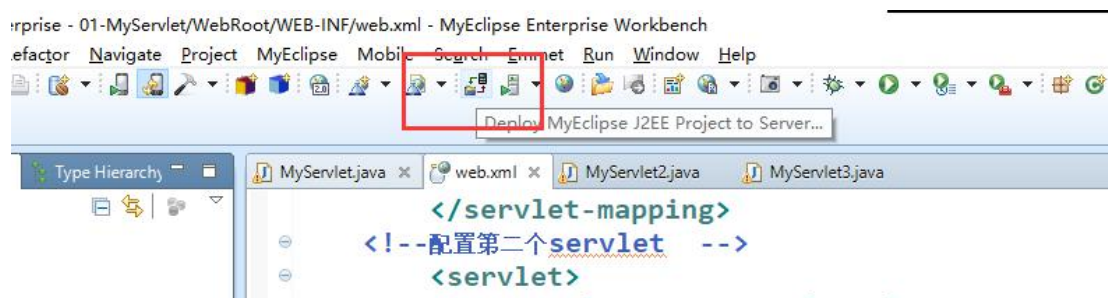 erprise - 01-MyServlet/WebRoot/WEB-INF/web.xml - MyEclipse Enterprise Workbench
efactor Navigate Project MyEclipse Mobile Search Emmet Run Window Help
2.0
Deploy MyEclipse J2EE Project to Server...
Type Hierarchy MyServlet.java web.xml MyServlet2.java MyServlet3.java
</servlet-mapping>
<!--配置第二个servlet -->
<servlet>